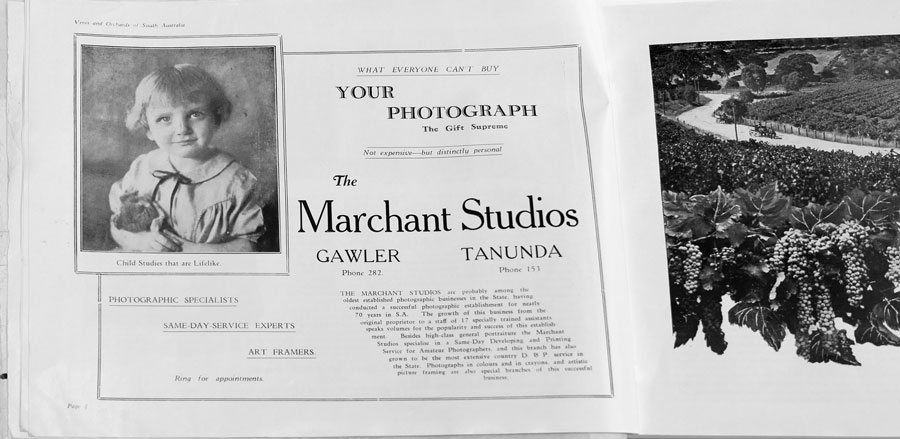 Vines and Orchards of South Australia
WHAT EVERYONE CAN'T BUY
YOUR
PHOTOGRAPH
The Gift Supreme
Not expensive—but distinctly personal
The
Marchant Studios
GAWLER TANUNDA
Phone 282. Phone 153
Child Studies that are Lifelike.
PHOTOGRAPHIC SPECIALISTS
SAME-DAY-SERVICE EXPERTS
ART FRAMERS.
Ring for appointments.
THE MARCHANT STUDIOS are probably among the
oldest established photographic businesses in the State, having
conducted a successful photographic establishment for nearly
70 years in S.A. The growth of this business from the
original proprietor to a staff of 17 specially trained assistants
speaks volumes for the popularity and success of this establish
ment. Besides high-class general portraiture the Marchant
Studios specialise in a Same-Day Developing and Printing
Service for Amateur Photographers, and this branch has also
grown to be the most extensive country D. & P. service in
the State. Photographs in colours and in crayons, and artistic
picture framing are also special branches of this successful
business.
Page